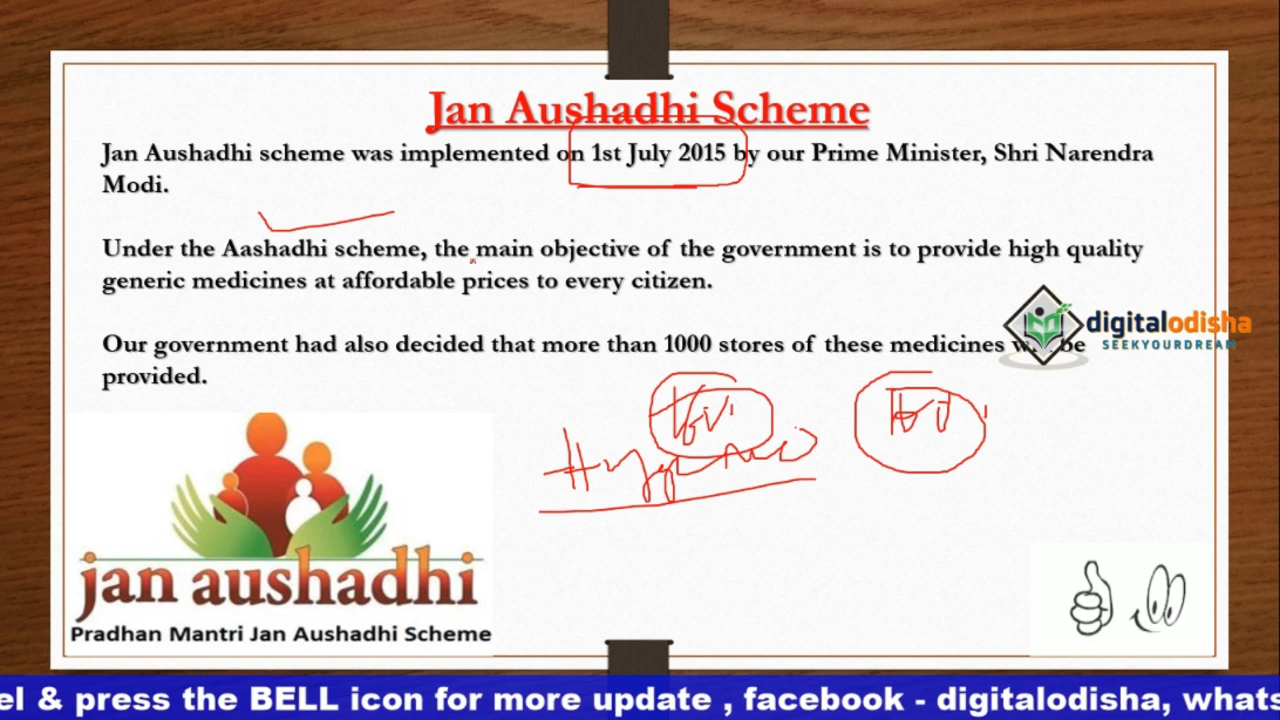 Jan Aushadhi Scheme
Jan Aushadhi scheme was implemented on 1st July 2015 by our Prime Minister, Shri Narendra
Modi.
Under the Aashadhi scheme, the main objective of the government is to provide high quality
generic medicines at affordable prices to every citizen.
digitalodisha
SEEKYOURDREAM
Our government had also decided that more than 1000 stores of these medicines be
provided.
jan aushadhi
Pradhan Mantri Jan Aushadhi Scheme
el & press the BELL icon for more update , facebook - digitalodisha, whats